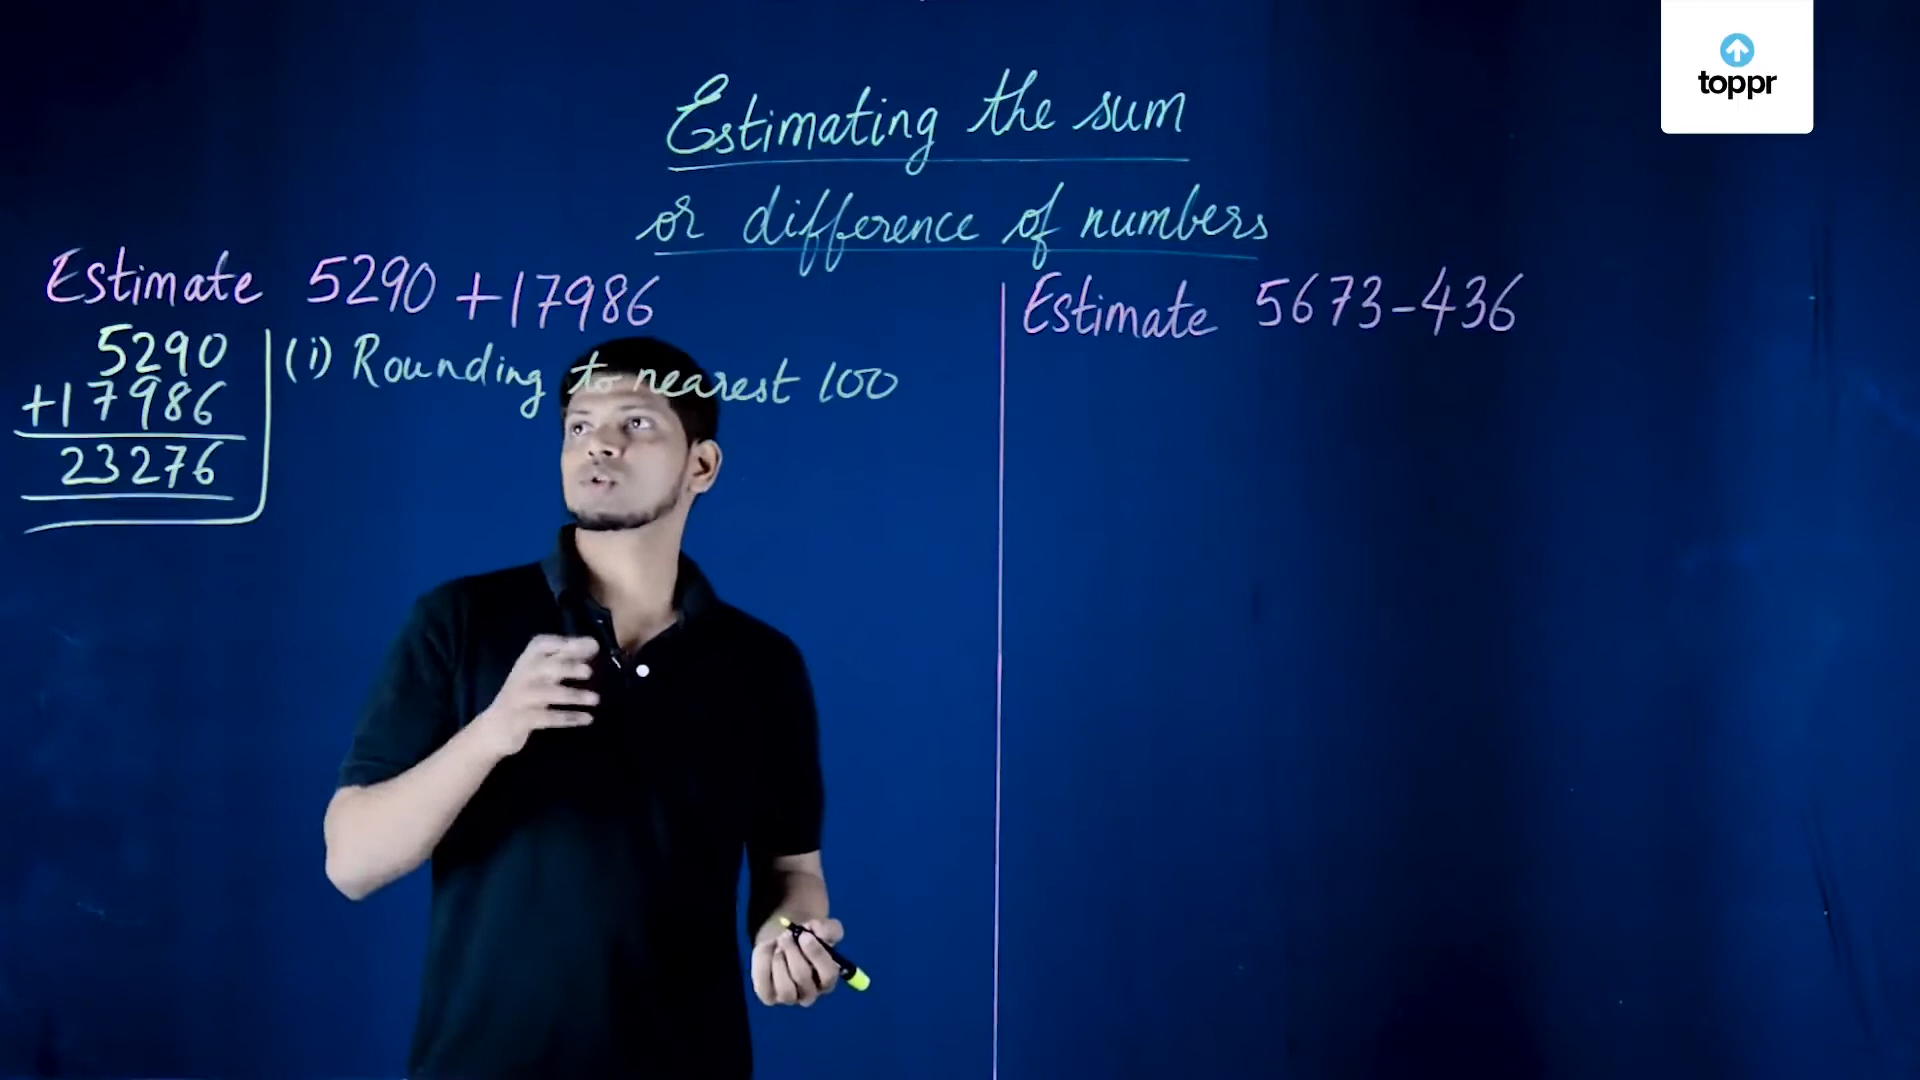 toppr
Estimating the sum
or difference of numbers
Estimate 5290 +17986
5290
+17986
23276
(i) Rounding to nearest 100
Estimate 5673-436